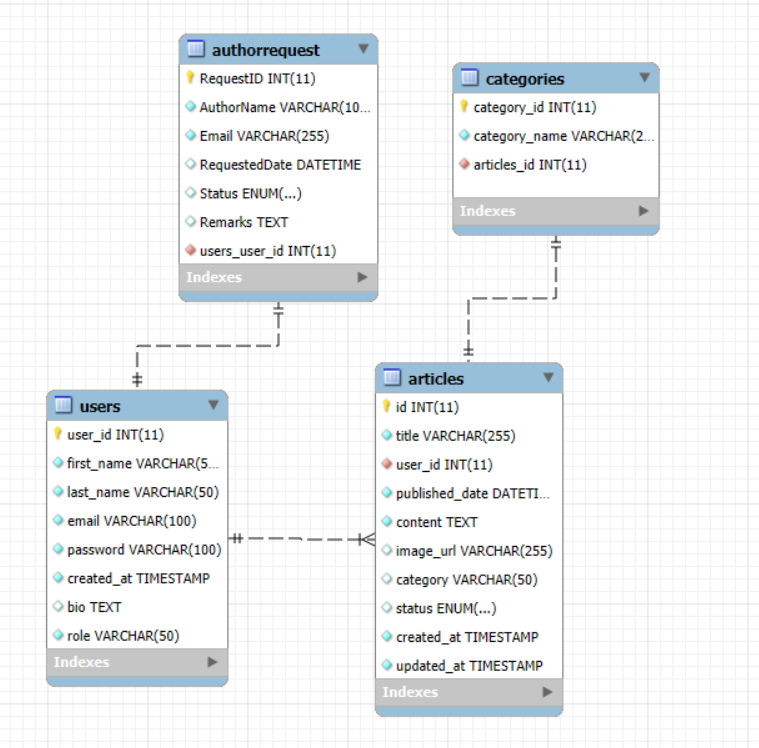 authorrequest
RequestID INT(11)
AuthorName VARCHAR(10...
Email VARCHAR(255)
RequestedDate DATETIME
Status ENUM(...)
Remarks TEXT
users_user_id INT(11)
Indexes
categories
category_id INT(11)
category_name VARCHAR(2...
articles_id INT(11)
Indexes
users
user_id INT(11)
first_name VARCHAR(5...
last_name VARCHAR(50)
email VARCHAR(100)
password VARCHAR(100)
created_at TIMESTAMP
bio TEXT
role VARCHAR(50)
Indexes
articles
id INT(11)
title VARCHAR(255)
user_id INT(11)
published_date DATETI...
content TEXT
image_url VARCHAR(255)
category VARCHAR(50)
status ENUM(...)
created_at TIMESTAMP
updated_at TIMESTAMP
Indexes